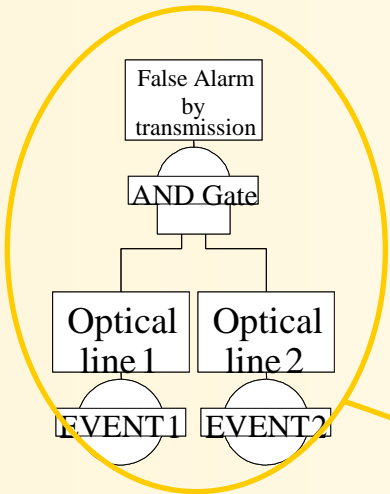 False Alarm
by
transmission
AND Gate
Optical
line 1
Optical
line 2
EVENT1
EVENT2